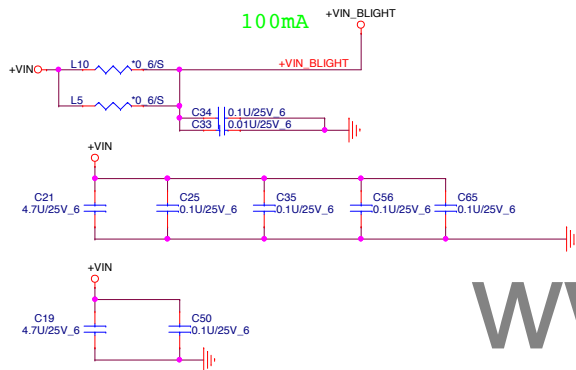 100mA
+VIN_BLIGHT
+VIN
L10 *0_6/S
+VIN_BLIGHT
L5 *0_6/S
C34 0.1U/25V_6
C33 0.01U/25V_6
+VIN
C21
4.7U/25V_6
C25
0.1U/25V_6
C35
0.1U/25V_6
C56
0.1U/25V_6
C65
0.1U/25V_6
+VIN
C19
4.7U/25V_6
C50
0.1U/25V_6